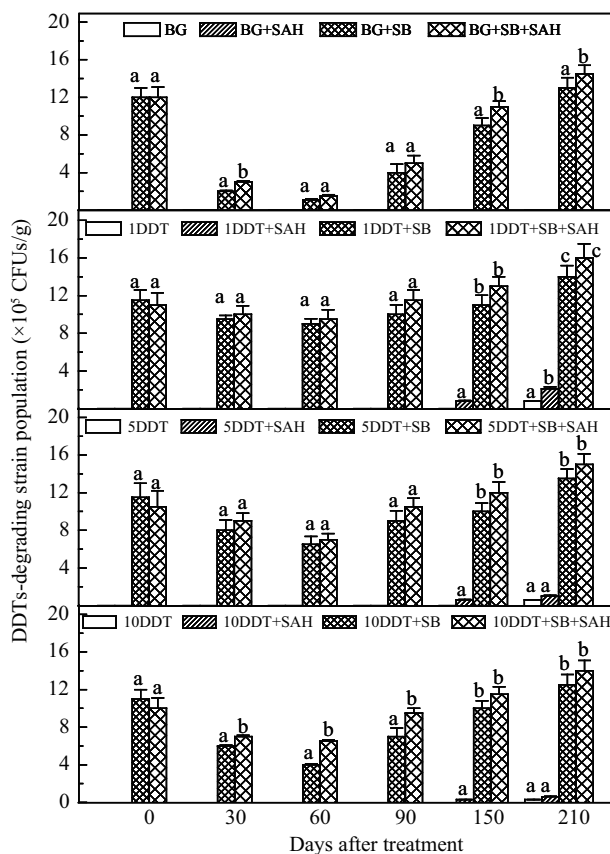 20
BG BG+SAH BG+SB BG+SB+SAH
16
12
8
4
a a
a b
a a
a a
a b
a b
20
1DDT 1DDT+SAH 1DDT+SB 1DDT+SB+SAH
16
12
8
4
a a
a a
a a
a a
a b b
a b c c
20
5DDT 5DDT+SAH 5DDT+SB 5DDT+SB+SAH
16
12
8
4
a a
a a
a a
a a
a b b
a a b b
20
10DDT 10DDT+SAH 10DDT+SB 10DDT+SB+SAH
16
12
8
4
0
a a
a b
a b
a b
a b b
a a b b
0 30 60 90 150 210
Days after treatment
DDTs-degrading strain population (×10⁵ CFUs/g)